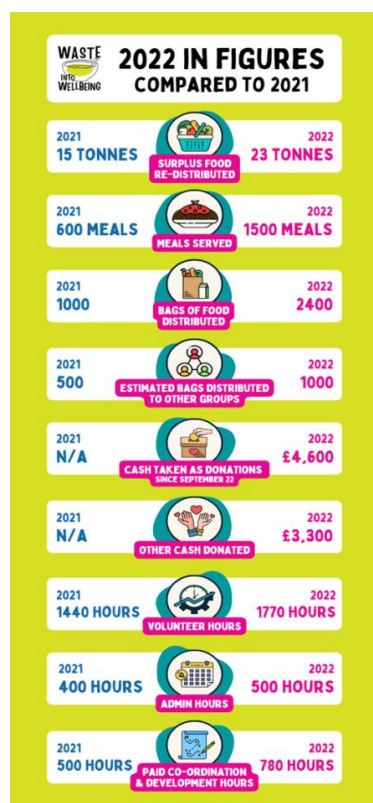 WASTE
INTO
WELLBEING
2022 IN FIGURES
COMPARED TO 2021
2021
15 TONNES
SURPLUS FOOD
RE-DISTRIBUTED
2022
23 TONNES
2021
600 MEALS
MEALS SERVED
2022
1500 MEALS
2021
1000
BAGS OF FOOD
DISTRIBUTED
2022
2400
2021
500
ESTIMATED BAGS DISTRIBUTED
TO OTHER GROUPS
2022
1000
2021
N/A
CASH TAKEN AS DONATIONS
SINCE SEPTEMBER 22
2022
£4,600
2021
N/A
OTHER CASH DONATED
2022
£3,300
2021
1440 HOURS
VOLUNTEER HOURS
2022
1770 HOURS
2021
400 HOURS
ADMIN HOURS
2022
500 HOURS
2021
500 HOURS
PAID CO-ORDINATION
& DEVELOPMENT HOURS
2022
780 HOURS